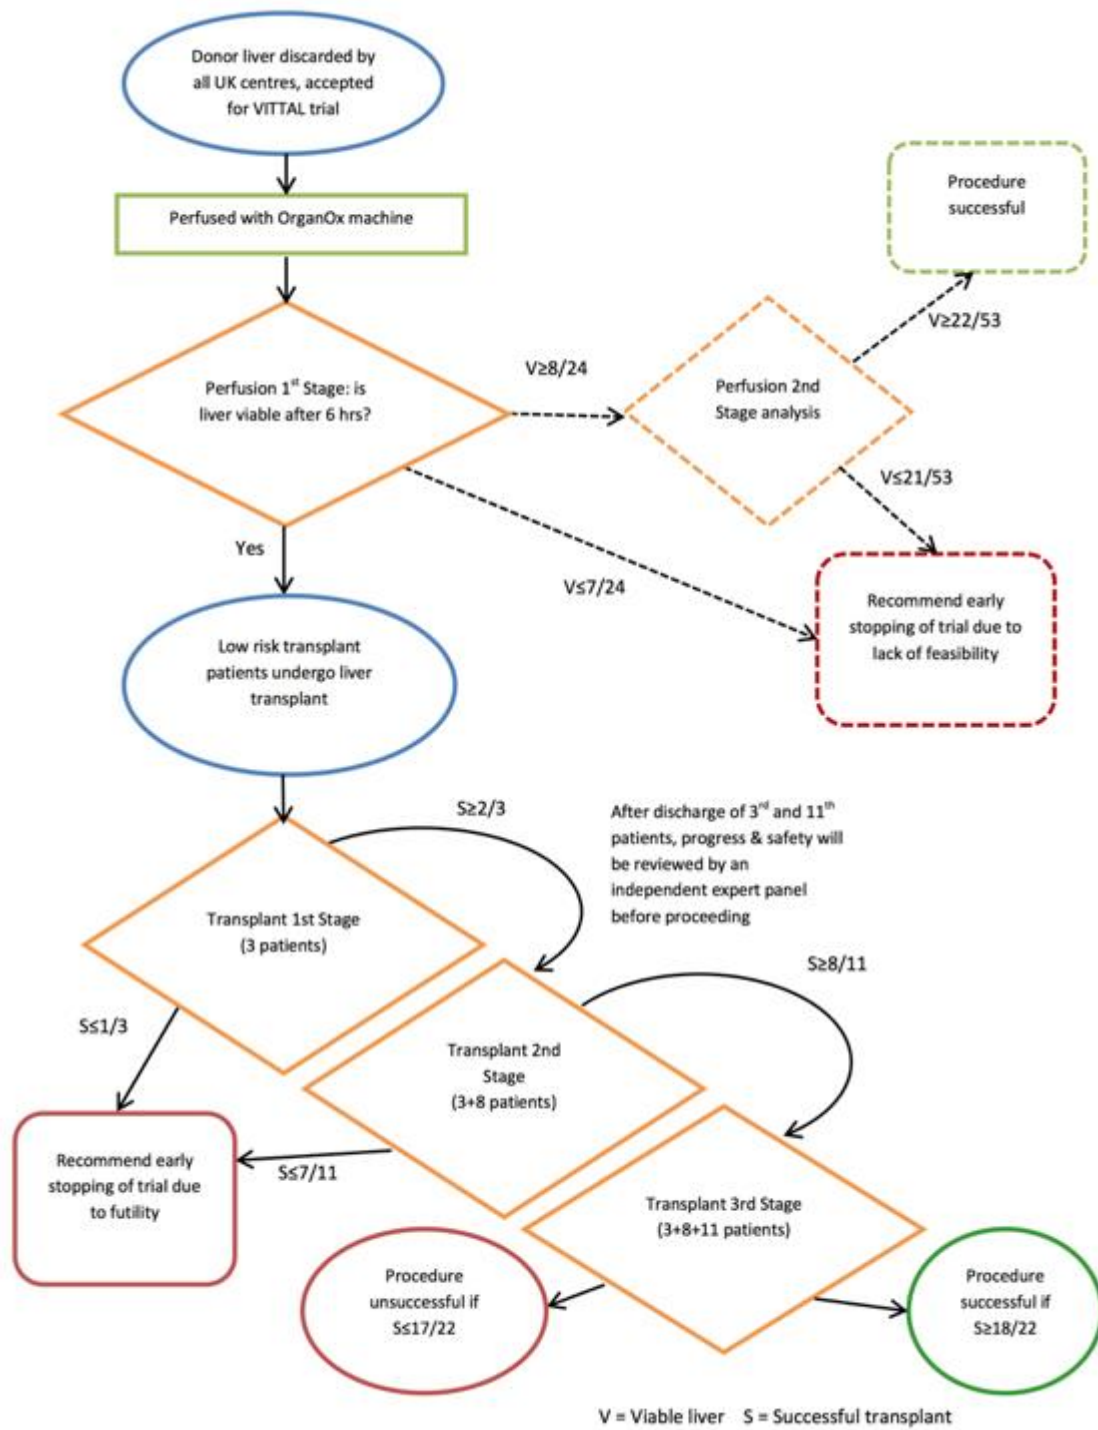 Donor liver discarded by
all UK centres, accepted
for VITTAL trial
Perfused with OrganOx machine
Procedure
successful
V≥22/53
V≥8/24
Perfusion 1st Stage: is
liver viable after 6 hrs?
Perfusion 2nd
Stage analysis
V≤21/53
Yes
V≤7/24
Recommend early
stopping of trial due to
lack of feasibility
Low risk transplant
patients undergo liver
transplant
S≥2/3
After discharge of 3rd and 11th
patients, progress & safety will
be reviewed by an
independent expert panel
before proceeding
Transplant 1st Stage
(3 patients)
S≥8/11
S≤1/3
Transplant 2nd
Stage
(3+8 patients)
Recommend early
stopping of trial due
to futility
S≤7/11
Transplant 3rd Stage
(3+8+11 patients)
Procedure
unsuccessful if
S≤17/22
Procedure
successful if
S≥18/22
V = Viable liver S = Successful transplant